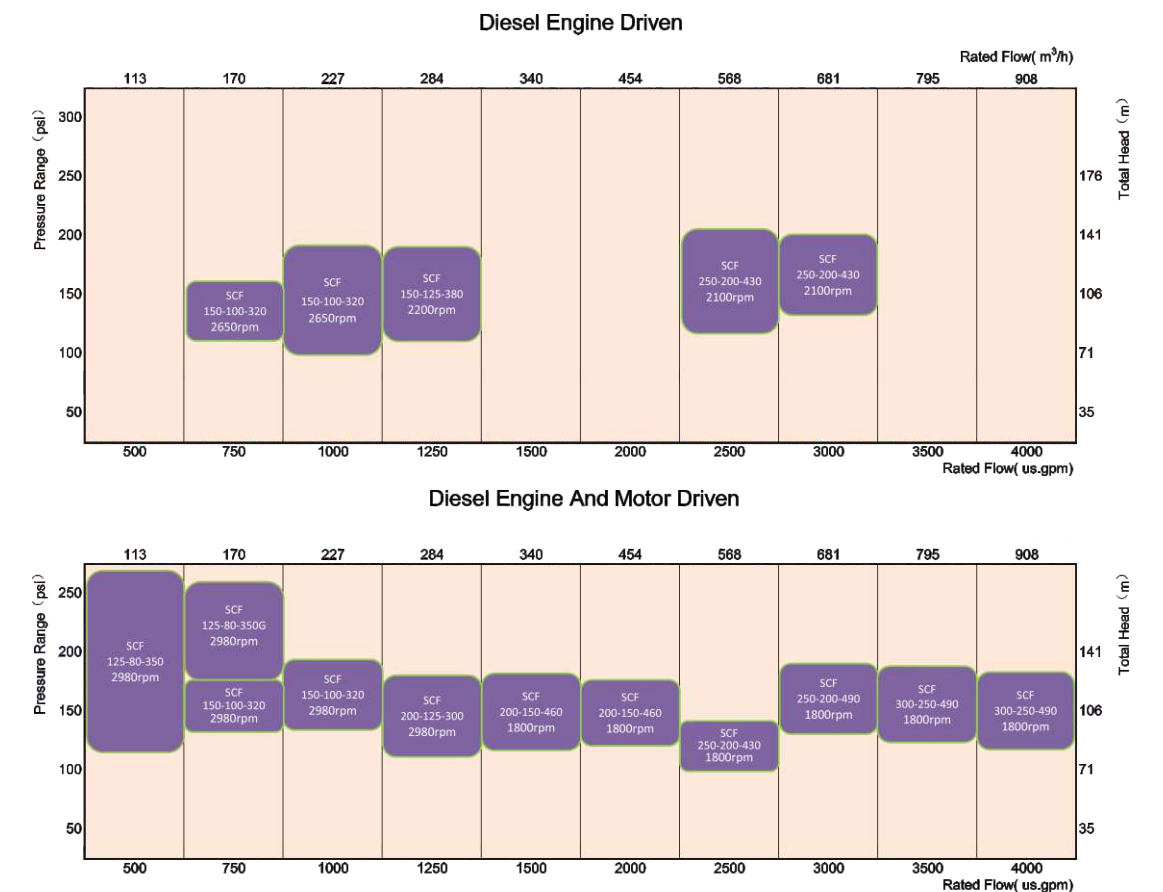 Diesel Engine Driven
Rated Flow( m³/h)
113 170 227 284 340 454 568 681 795 908
Pressure Range（psi）
Total Head（m）
300
250 176
200 141
150 106
100 71
50 35
SCF
150-100-320
2650rpm
SCF
150-100-320
2650rpm
SCF
150-125-380
2200rpm
SCF
250-200-430
2100rpm
SCF
250-200-430
2100rpm
500 750 1000 1250 1500 2000 2500 3000 3500 4000
Rated Flow( us.gpm)
Diesel Engine And Motor Driven
113 170 227 284 340 454 568 681 795 908
Pressure Range（psi）
Total Head（m）
250
200 141
150 106
100 71
50 35
SCF
125-80-350
2980rpm
SCF
125-80-350G
2980rpm
SCF
150-100-320
2980rpm
SCF
150-100-320
2980rpm
SCF
200-125-300
2980rpm
SCF
200-150-460
1800rpm
SCF
200-150-460
1800rpm
SCF
250-200-430
1800rpm
SCF
250-200-490
1800rpm
SCF
300-250-490
1800rpm
SCF
300-250-490
1800rpm
500 750 1000 1250 1500 2000 2500 3000 3500 4000
Rated Flow( us.gpm)